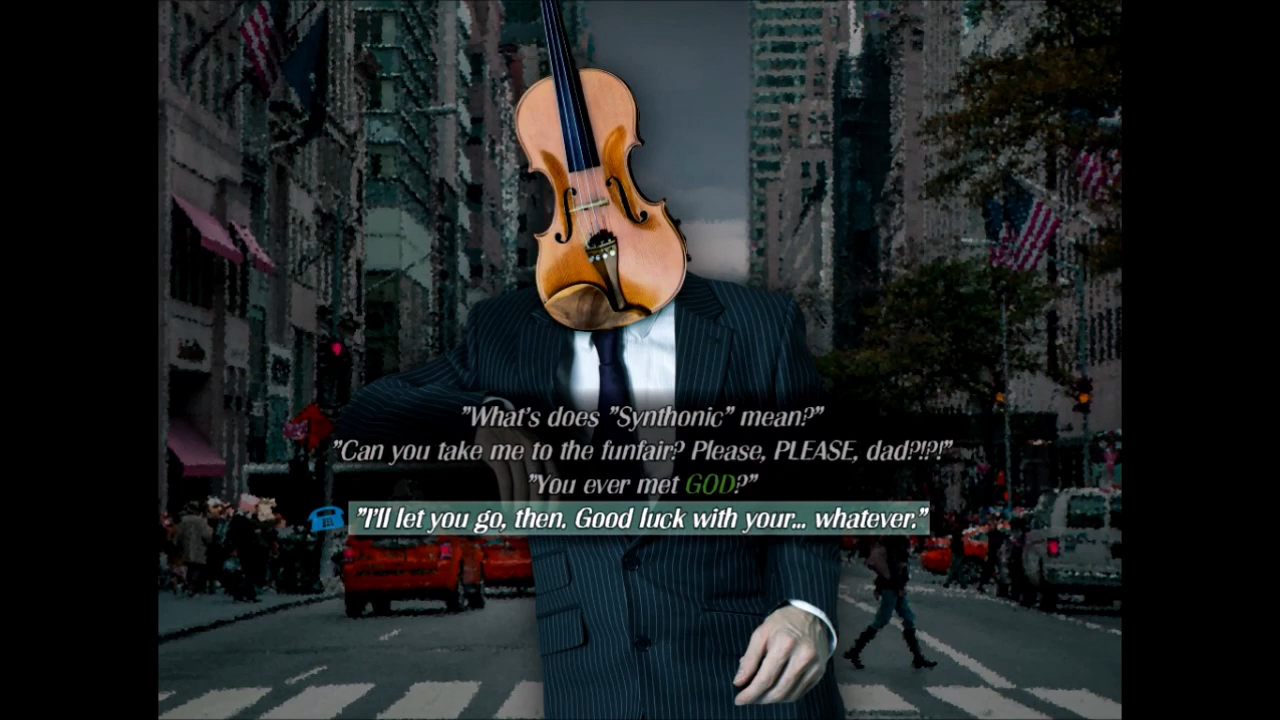 "What's does "Synthonic" mean?"
"Can you take me to the funfair? Please, PLEASE, dad?!?!"
"You ever met GOD?"
"I'll let you go, then. Good luck with your... whatever."